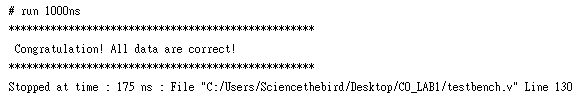 # run 1000ns
***************************************************
Congratulation! All data are correct!
***************************************************
Stopped at time : 175 ns : File "C:/Users/Sciencethebird/Desktop/CO_LAB1/testbench.v" Line 130